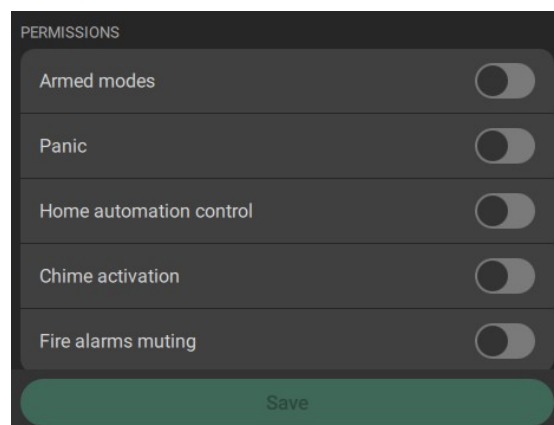 PERMISSIONS
Armed modes
Panic
Home automation control
Chime activation
Fire alarms muting
Save